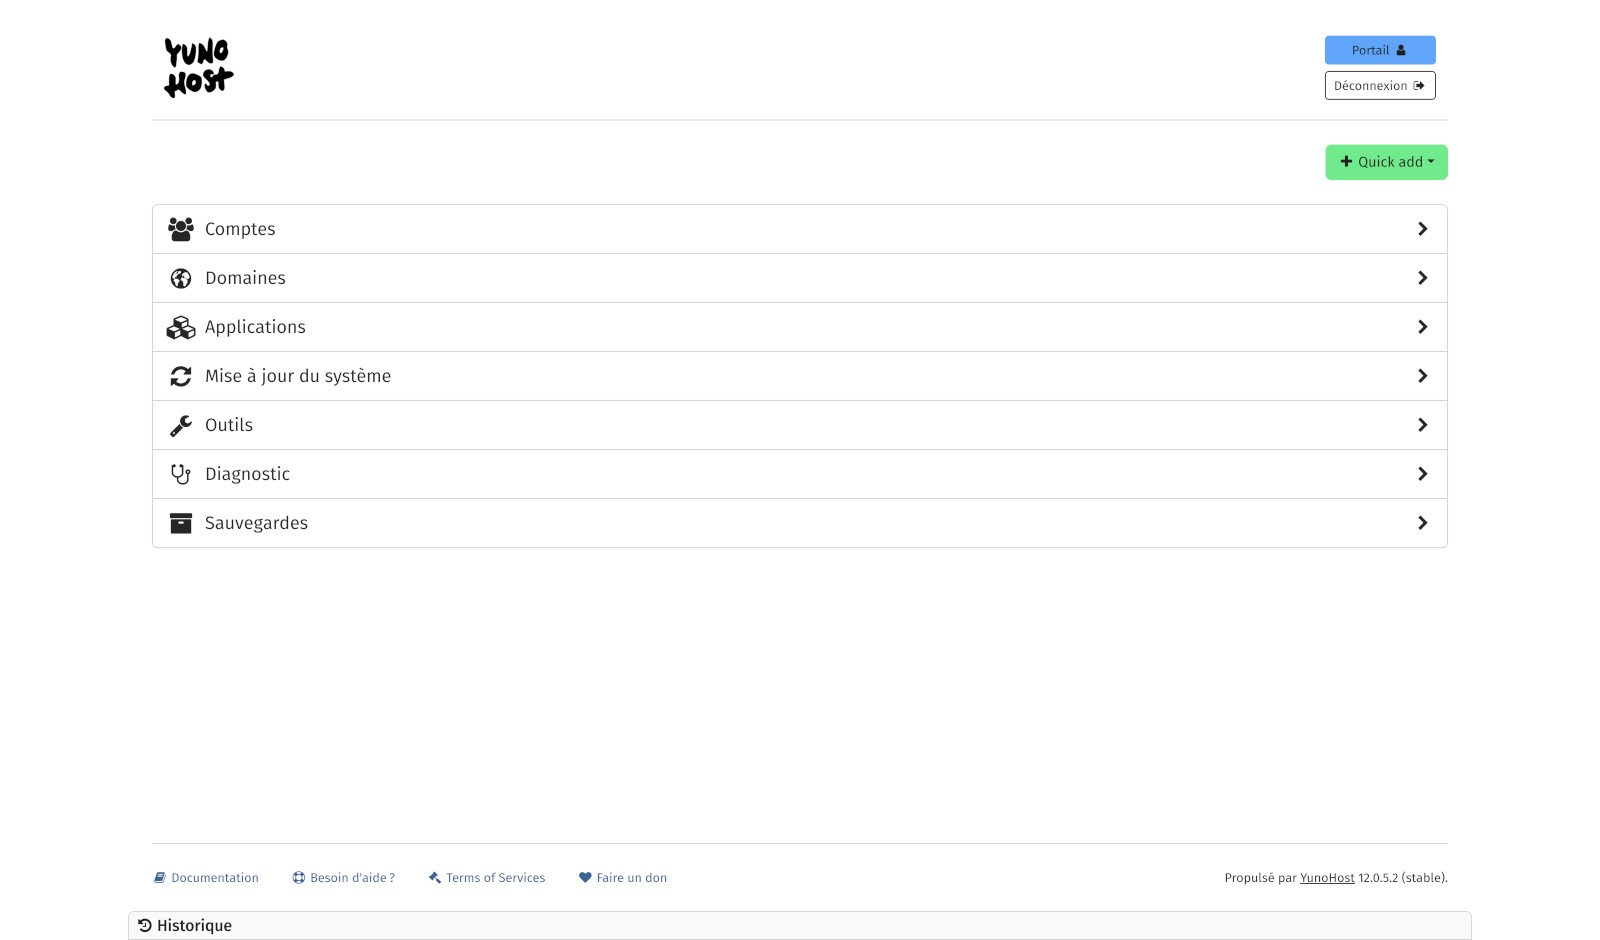 YUNO
HOST
Portail
Déconnexion
Quick add
Comptes
Domaines
Applications
Mise à jour du système
Outils
Diagnostic
Sauvegardes
Documentation
Besoin d'aide ?
Terms of Services
Faire un don
Propulsé par YunoHost 12.0.5.2 (stable).
Historique